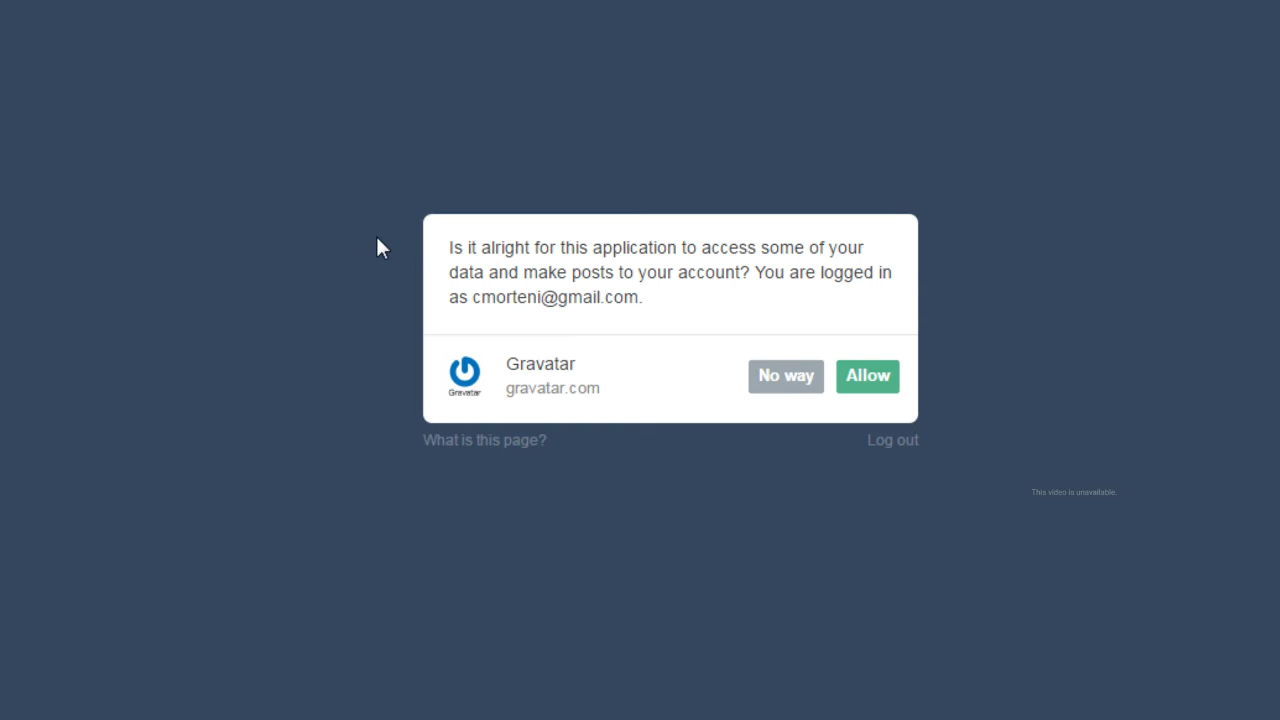 Is it alright for this application to access some of your
data and make posts to your account? You are logged in
as cmorteni@gmail.com.
Gravatar
Gravatar
gravatar.com
No way
Allow
What is this page?
Log out
This video is unavailable.